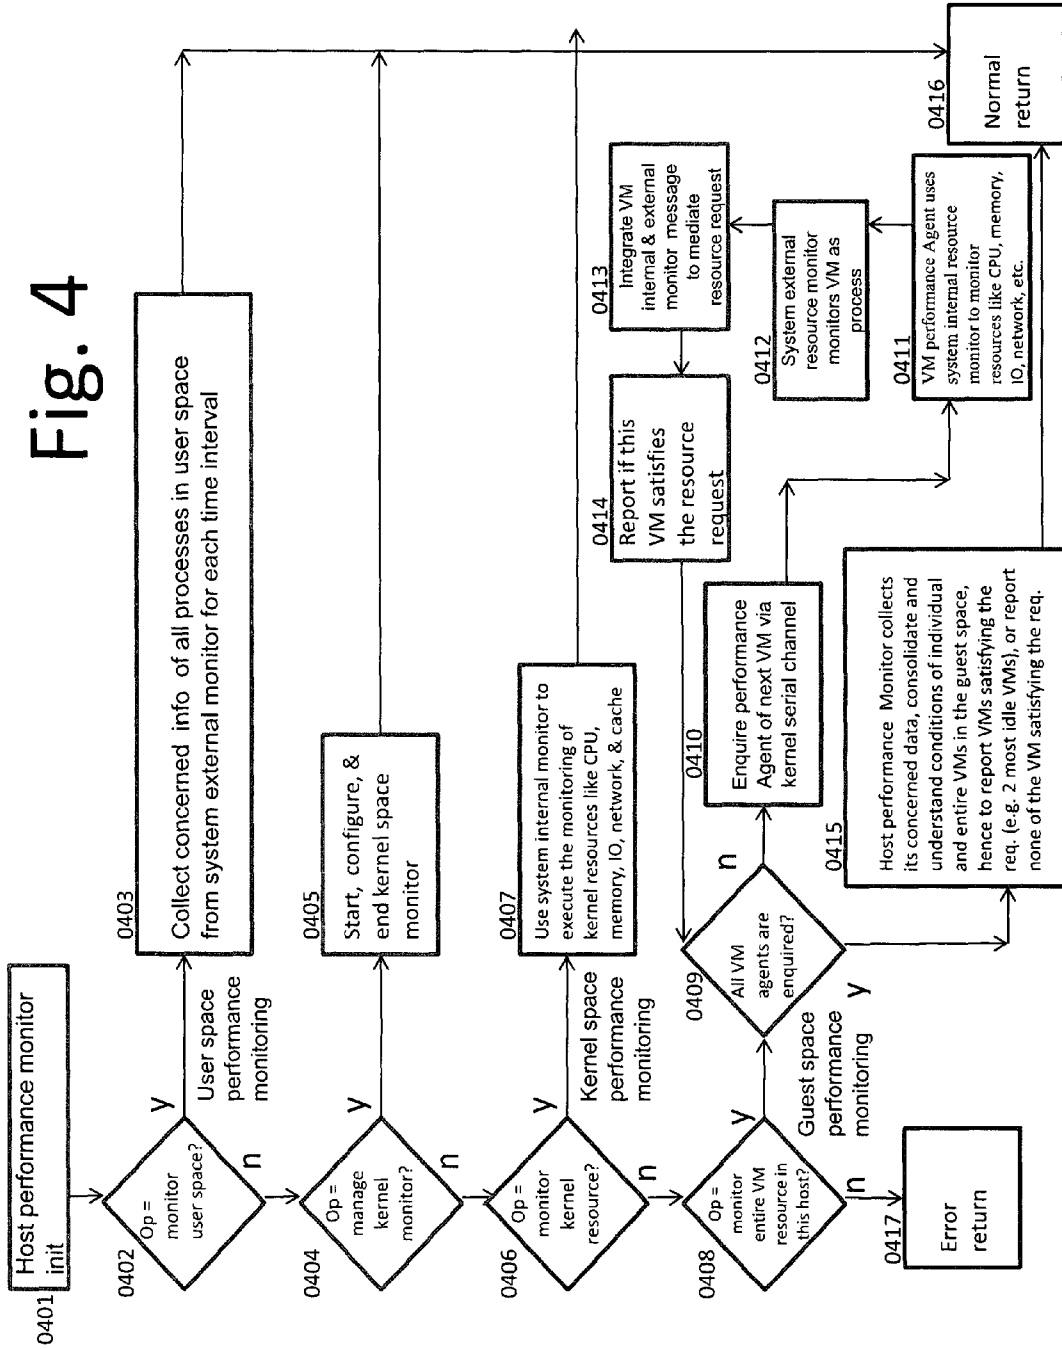 Fig. 4
0401
Host performance monitor
init
0402
Op =
monitor
user space?
y
n
User space
performance
monitoring
0403
Collect concerned info of all processes in user space
from system external monitor for each time interval
0404
Op =
manage
kernel
monitor?
y
n
0405
Start, configure, &
end kernel space
monitor
0406
Op =
monitor
kernel
resource?
y
n
Kernel space
performance
monitoring
0407
Use system internal monitor to
execute the monitoring of
kernel resources like CPU,
memory, IO, network, & cache
0408
Op =
monitor
entire VM
resource in
this host?
y
n
Guest space
performance
monitoring
0409
All VM
agents are
enquired?
n
y
0410
Enquire performance
Agent of next VM via
kernel serial channel
0411
VM performance Agent uses
system internal resource
monitor to monitor
resources like CPU, memory,
IO, network, etc.
0412
System external
resource monitor
monitors VM as
process
0413
Integrate VM
internal & external
monitor message
to mediate
resource request
0414
Report if this
VM satisfies
the resource
request
0415
Host performance Monitor collects
its concerned data, consolidate and
understand conditions of individual
and entire VMs in the guest space,
hence to report VMs satisfying the
req. (e.g. 2 most idle VMs), or report
none of the VM satisfying the req.
0416
Normal
return
0417
Error
return